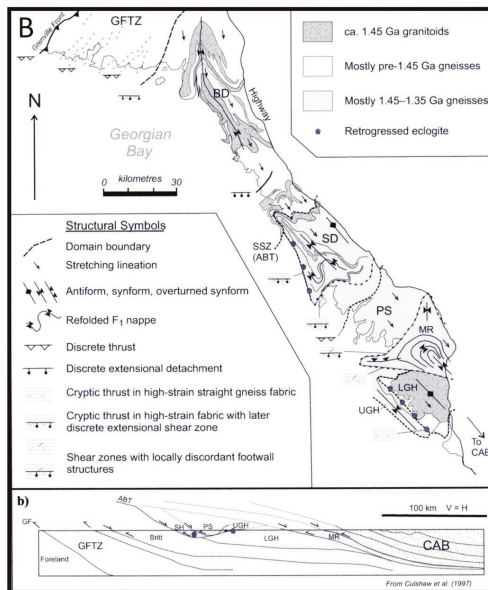 B
GFTZ
Grenville Front
BD
Highway
N
Georgian
Bay
kilometres
0 30
ca. 1.45 Ga granitoids
Mostly pre-1.45 Ga gneisses
Mostly 1.45–1.35 Ga gneisses
Retrogressed eclogite
Structural Symbols
Domain boundary
Stretching lineation
Antiform, synform, overturned synform
Refolded F1 nappe
Discrete thrust
Discrete extensional detachment
Cryptic thrust in high-strain straight gneiss fabric
Cryptic thrust in high-strain fabric with later
discrete extensional shear zone
Shear zones with locally discordant footwall
structures
SSZ
(ABT)
SD
PS
MR
LGH
UGH
To
CAB
b)
100 km V = H
ABT
GF
GFTZ
Foreland
Britt
SH
PS
UGH
LGH
MR
CAB
From Culshaw et al. (1997)